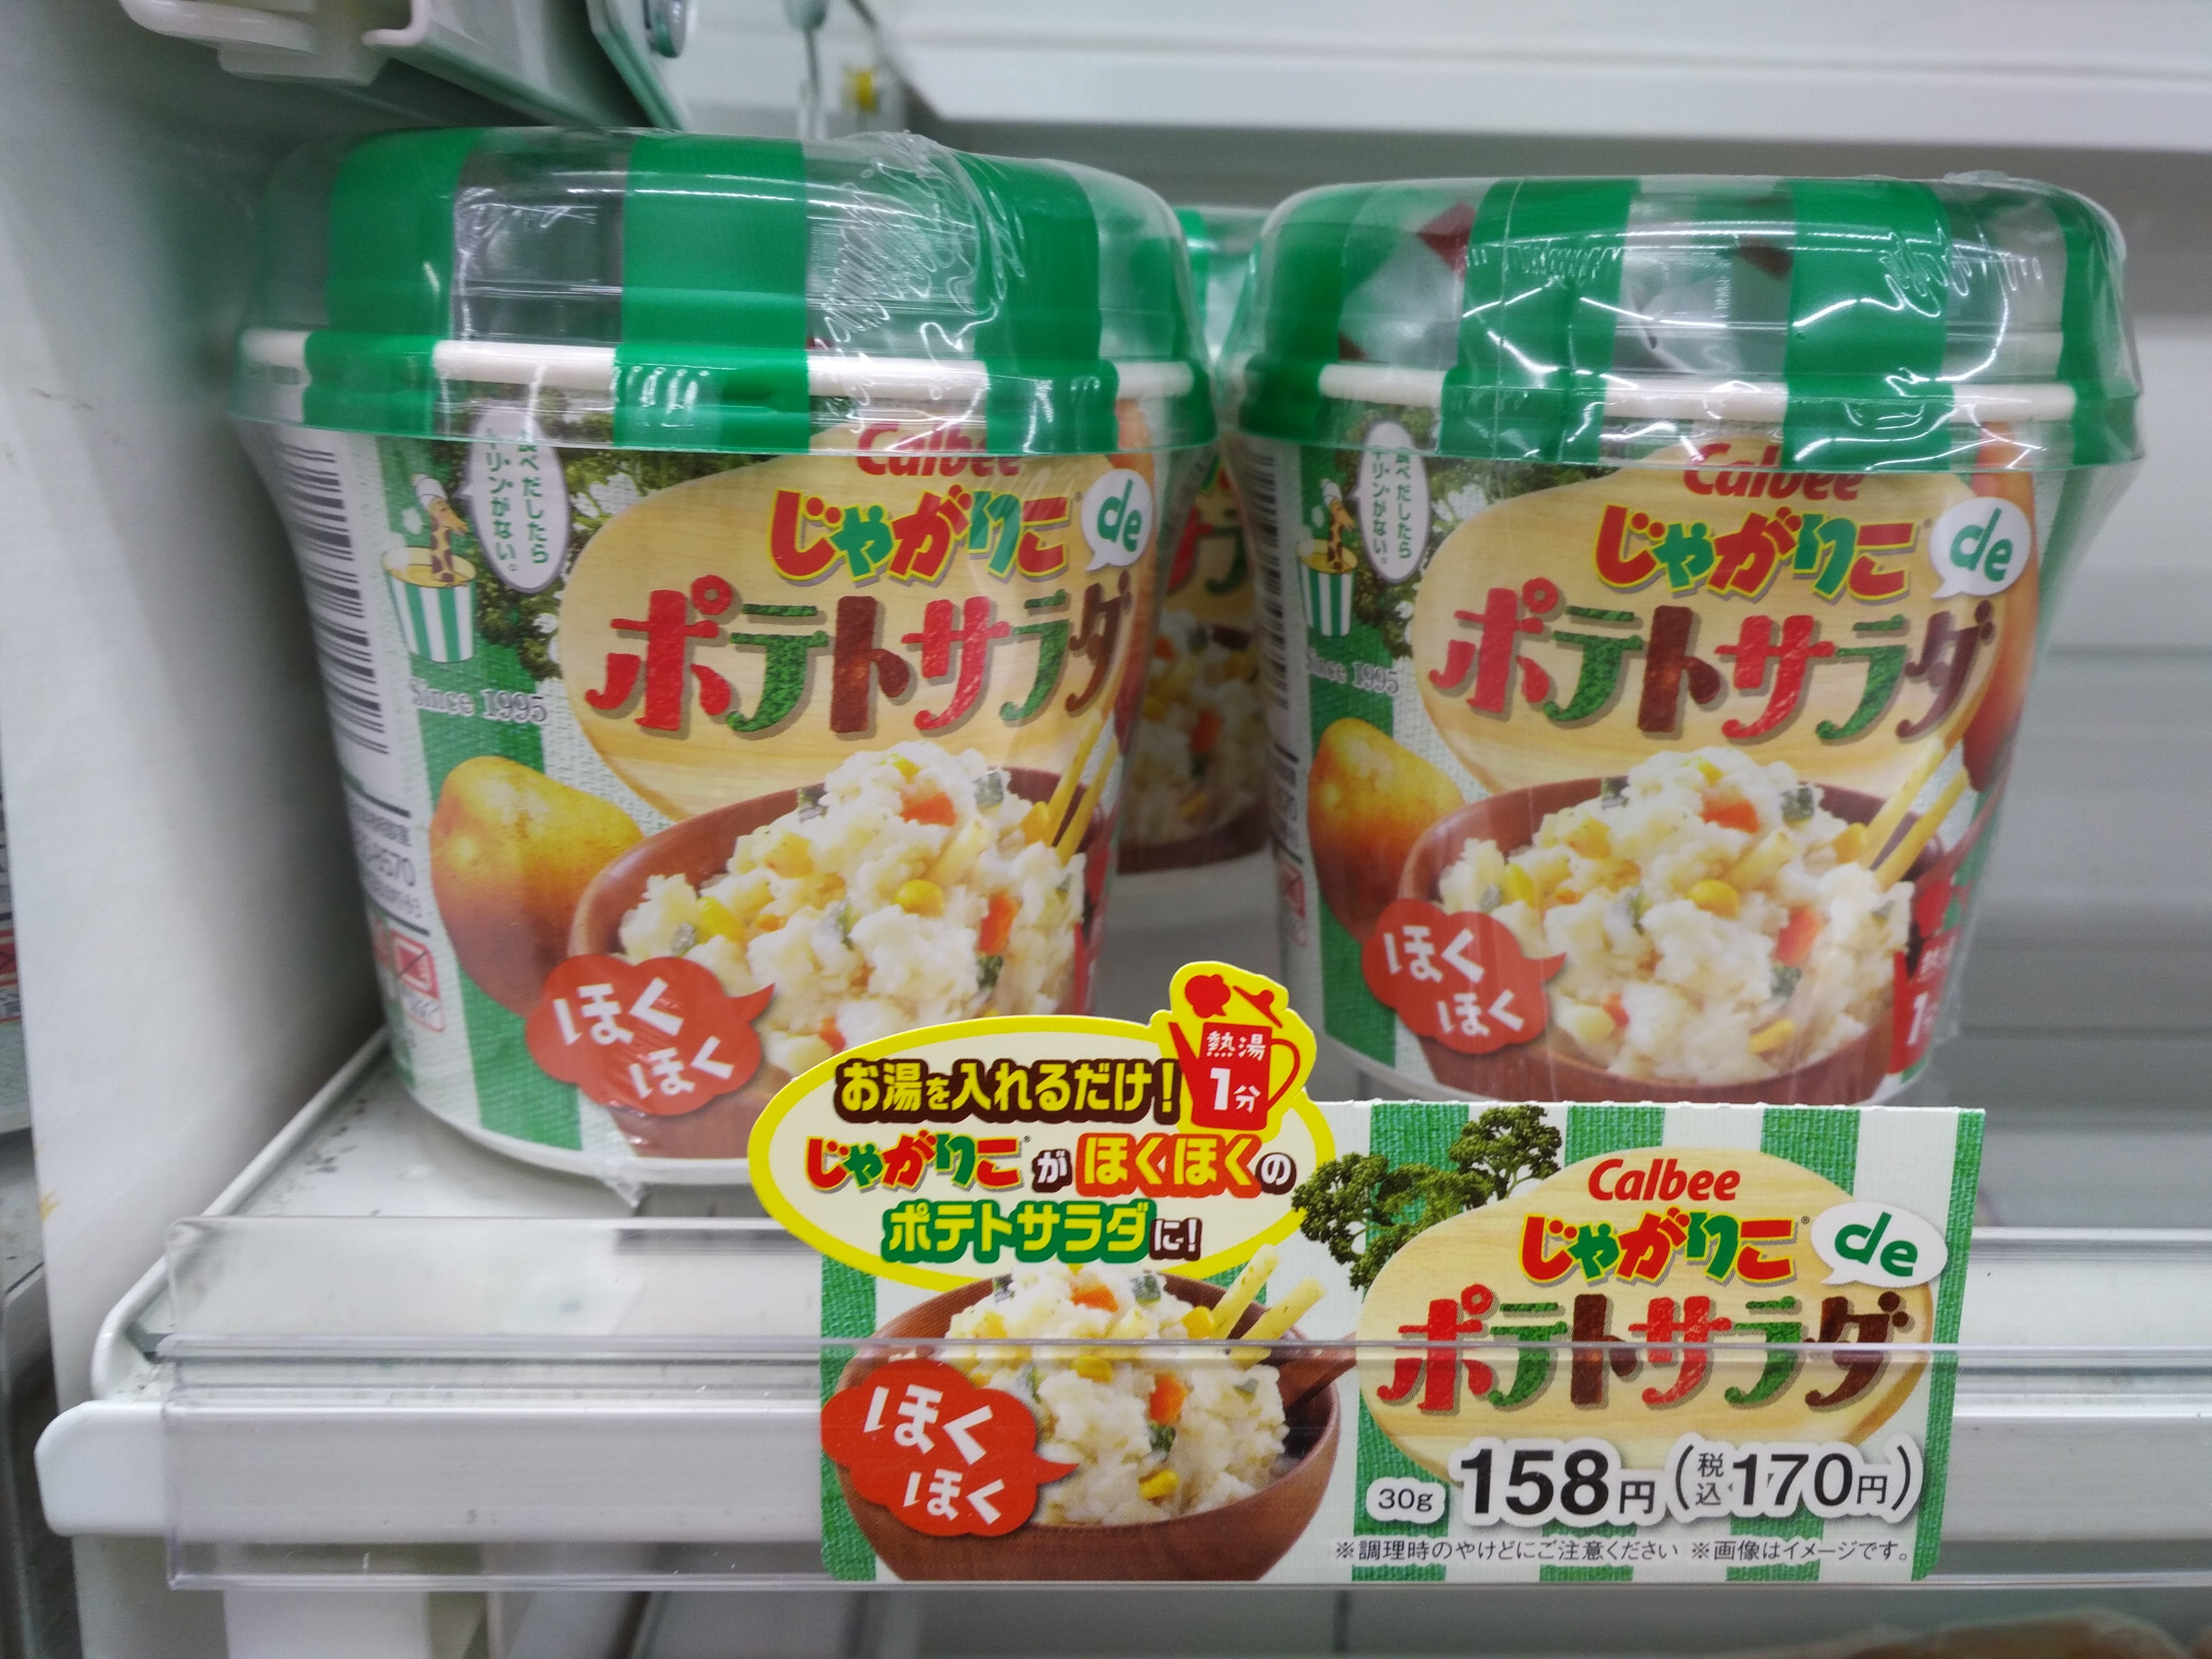 食べだしたら
キリンがない。
Since 1995
Calbee
じゃがりこ de
ポテトサラダ
ほく
ほく
食べだしたら
キリンがない。
Since 1995
Calbee
じゃがりこ de
ポテトサラダ
ほく
ほく
お湯を入れるだけ!
熱湯
1分
じゃがりこがほくほくの
ポテトサラダに!
ほく
ほく
Calbee
じゃがりこ de
ポテトサラダ
30g 158円(税込170円)
※調理時のやけどにご注意ください ※画像はイメージです。